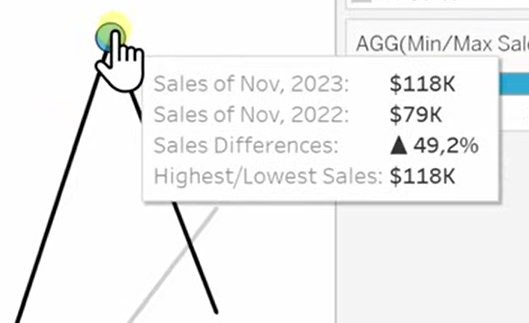 AGG(Min/Max Sal
Sales of Nov, 2023: $118K
Sales of Nov, 2022: $79K
Sales Differences: ▲ 49,2%
Highest/Lowest Sales: $118K